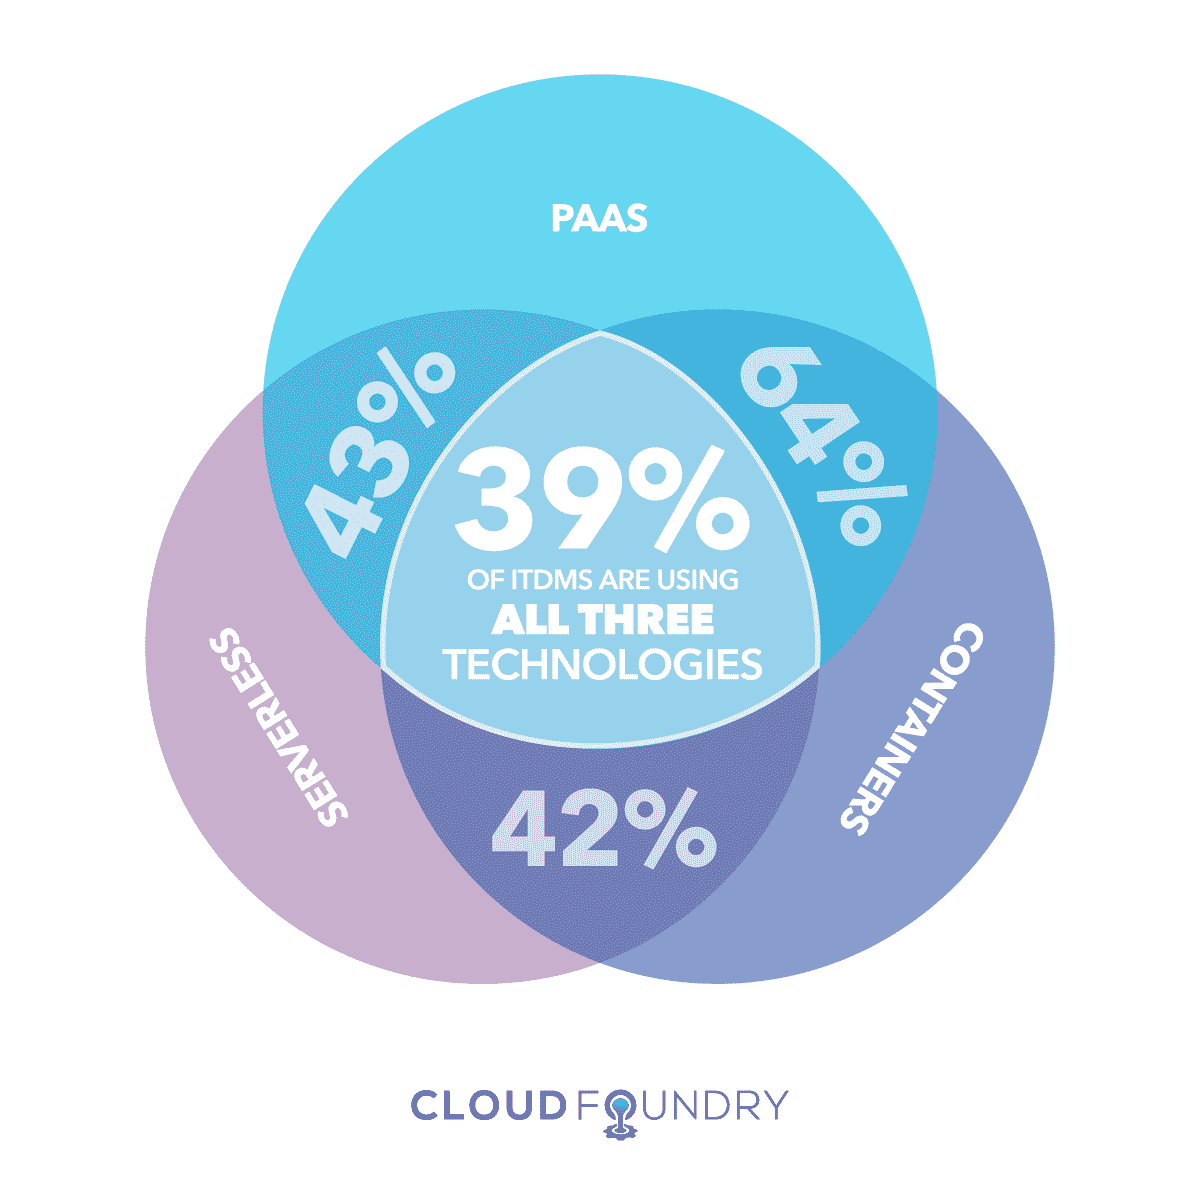 PAAS
43%
64%
39%
OF ITDMS ARE USING
ALL THREE
TECHNOLOGIES
SERVERLESS
CONTAINERS
42%
CLOUD FOUNDRY